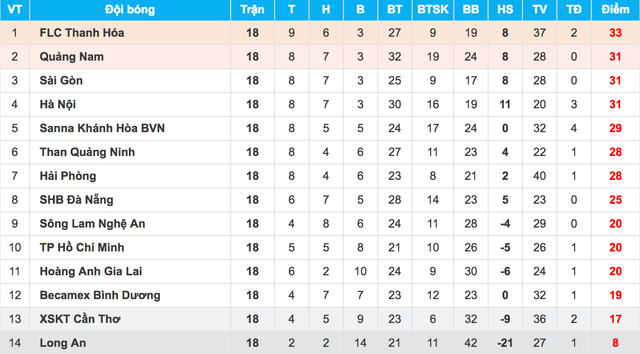 VT Đội bóng Trận T H B BT BTSK BB HS TV TĐ Điểm
1 FLC Thanh Hóa 18 9 6 3 27 9 19 8 37 2 33
2 Quảng Nam 18 8 7 3 32 19 24 8 28 0 31
3 Sài Gòn 18 8 7 3 25 9 17 8 28 0 31
4 Hà Nội 18 8 7 3 30 16 19 11 20 3 31
5 Sanna Khánh Hòa BVN 18 8 5 5 24 17 24 0 32 4 29
6 Than Quảng Ninh 18 8 4 6 27 11 23 4 22 1 28
7 Hải Phòng 18 8 4 6 23 8 21 2 40 1 28
8 SHB Đà Nẵng 18 6 7 5 28 14 23 5 23 0 25
9 Sông Lam Nghệ An 18 4 8 6 24 11 28 -4 29 0 20
10 TP Hồ Chí Minh 18 5 5 8 21 10 26 -5 26 1 20
11 Hoàng Anh Gia Lai 18 6 2 10 24 9 30 -6 24 1 20
12 Becamex Bình Dương 18 4 7 7 23 12 23 0 32 1 19
13 XSKT Cần Thơ 18 4 5 9 23 6 32 -9 36 2 17
14 Long An 18 2 2 14 21 11 42 -21 27 1 8